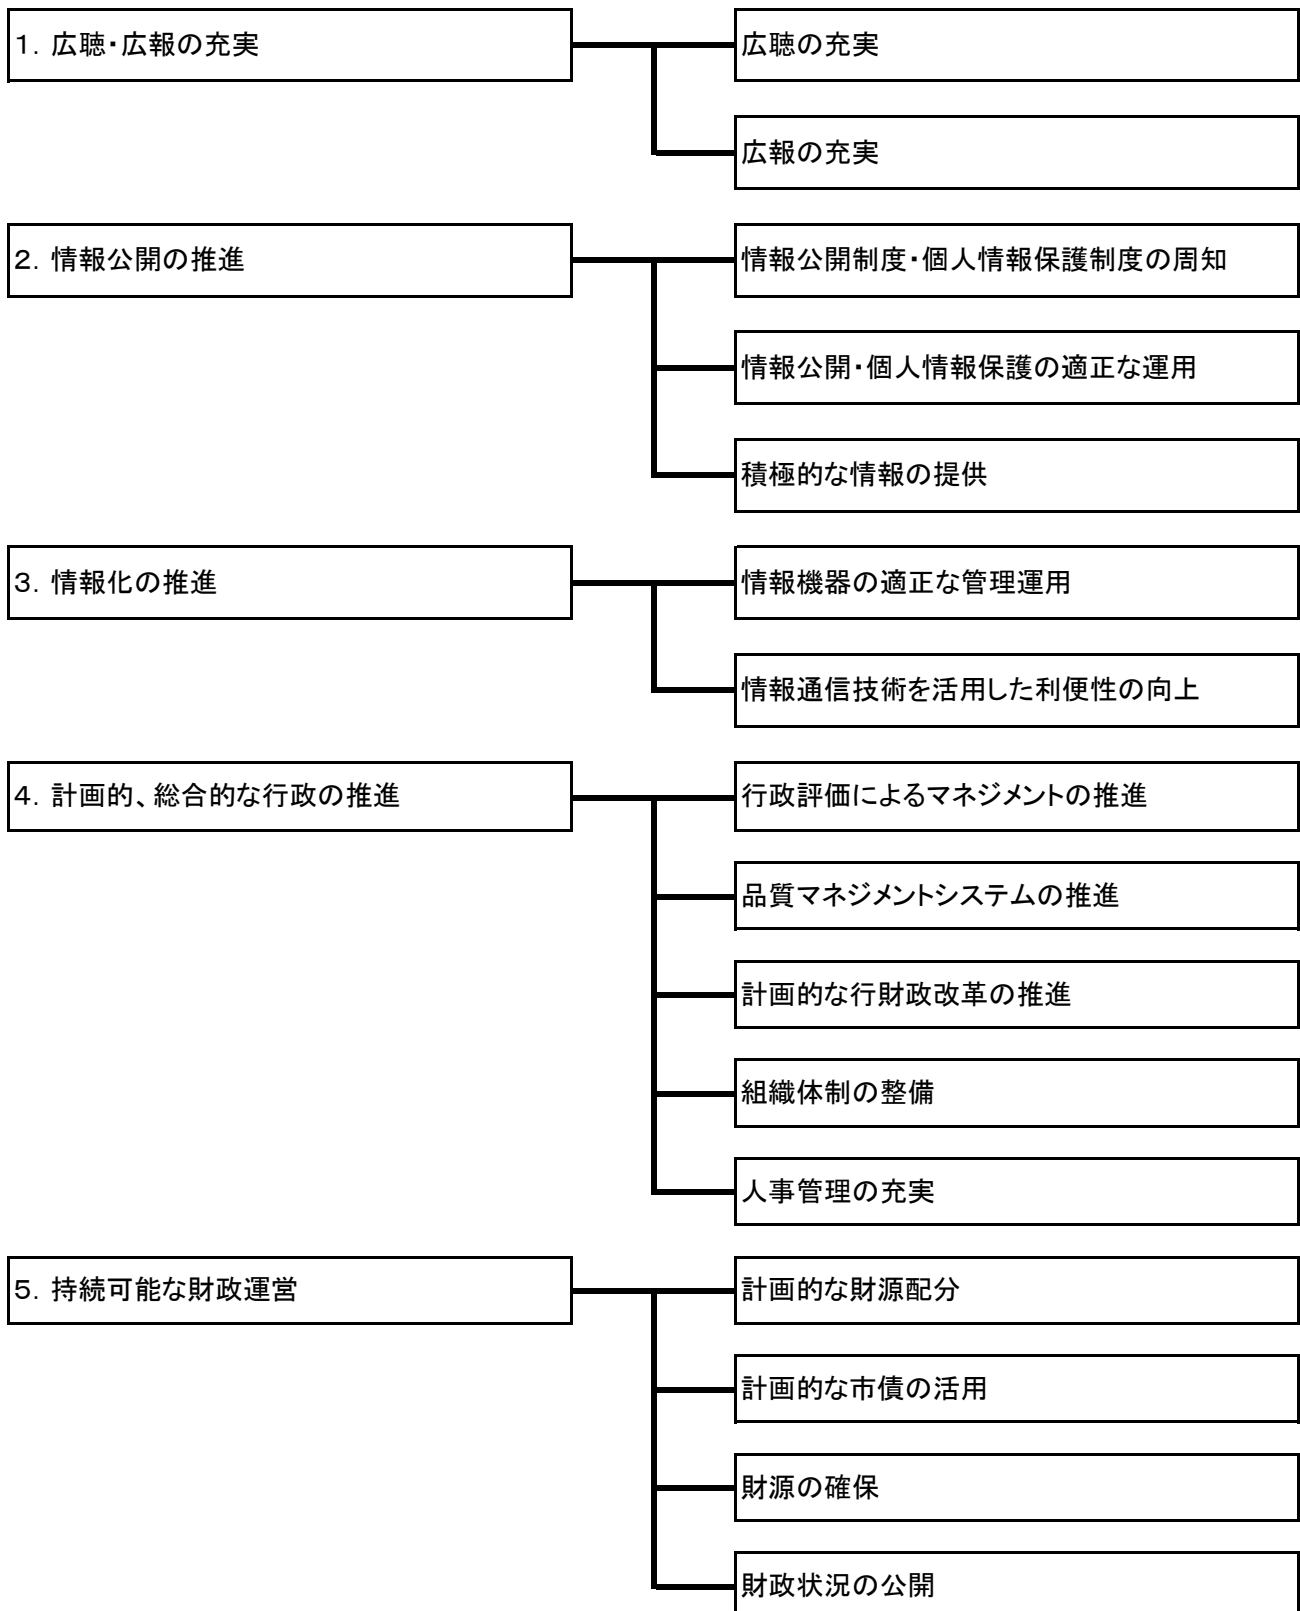 1. 広聴・広報の充実
広聴の充実
広報の充実
2. 情報公開の推進
情報公開制度・個人情報保護制度の周知
情報公開・個人情報保護の適正な運用
積極的な情報の提供
3. 情報化の推進
情報機器の適正な管理運用
情報通信技術を活用した利便性の向上
4. 計画的、総合的な行政の推進
行政評価によるマネジメントの推進
品質マネジメントシステムの推進
計画的な行財政改革の推進
組織体制の整備
人事管理の充実
5. 持続可能な財政運営
計画的な財源配分
計画的な市債の活用
財源の確保
財政状況の公開